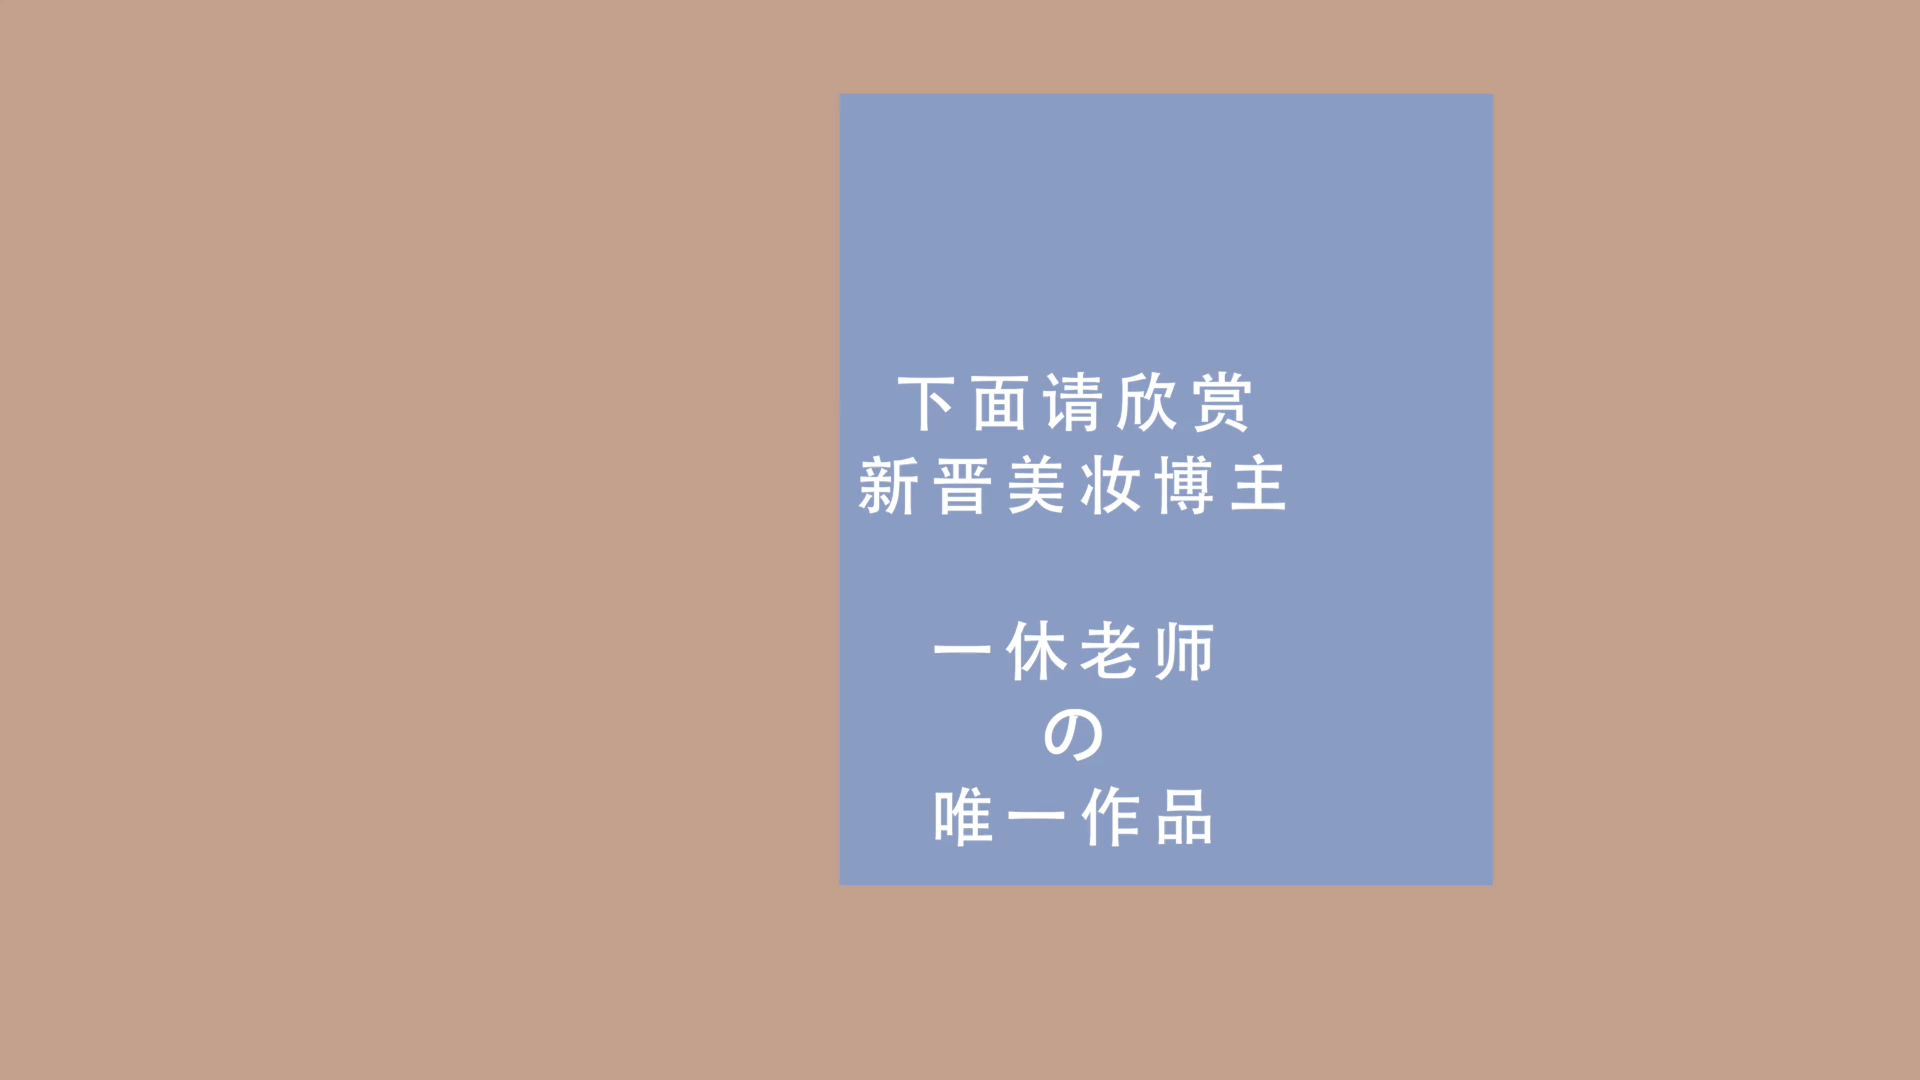 下面请欣赏
新晋美妆博主
一休老师
の
唯一作品